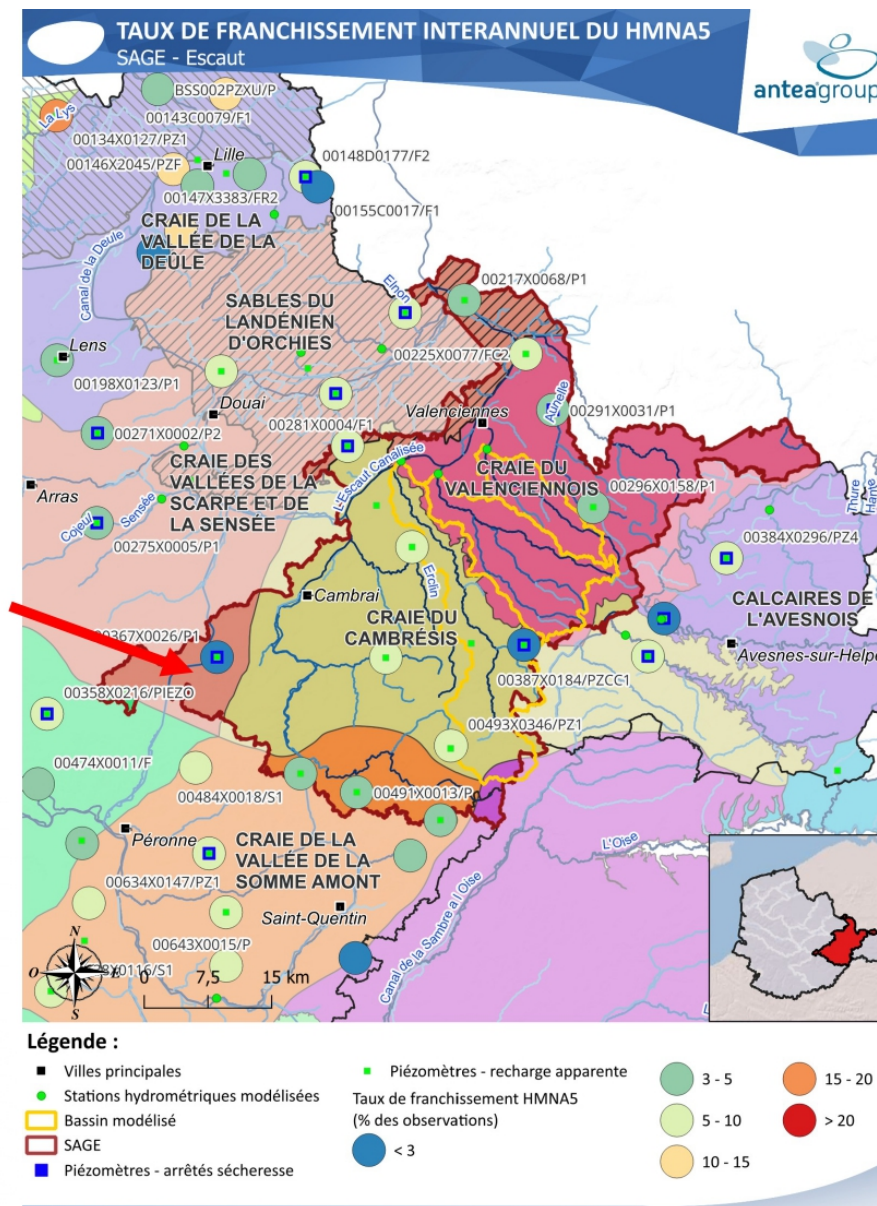 TAUX DE FRANCHISSEMENT INTERANNUEL DU HMNA5
SAGE - Escaut
anteagroup
BSS002PZXU/P
La Lys
00143C0079/F1
00134X0127/PZ1
00146X2045/PZF
Lille
00148D0177/F2
00147X3383/FR2
00155C0017/F1
CRAIE DE LA
VALLÉE DE LA
DEÛLE
Canal de la Deule
Elnon
00217X0068/P1
SABLES DU
LANDÉNIEN
D'ORCHIES
Lens
00225X0077/FC2
00198X0123/P1
Douai
Valenciennes
Aunelle
00291X0031/P1
00271X0002/P2
00281X0004/F1
L'Escaut Canalisée
CRAIE DES
VALLÉES DE LA
SCARPE ET DE
LA SENSÉE
CRAIE DU
VALENCIENNOIS
00296X0158/P1
Arras
Cojeul
Sensée
00275X0005/P1
Thure
Hante
00384X0296/PZ4
Erclin
Cambrai
CRAIE DU
CAMBRÉSIS
CALCAIRES DE
L'AVESNOIS
00367X0026/P1
Avesnes-sur-Helpe
00358X0216/PIEZO
00387X0184/PZCC1
00493X0346/PZ1
00474X0011/F
00484X0018/S1
00491X0013/P
Péronne
CRAIE DE LA
VALLÉE DE LA
SOMME AMONT
L'Oise
00634X0147/PZ1
Saint-Quentin
Canal de la Sambre a l'Oise
00643X0015/P
N
O
E
S
0 7,5 15 km
Légende :
Villes principales
Stations hydrométriques modélisées
Bassin modélisé
SAGE
Piézomètres - arrêtés sécheresse
Piézomètres - recharge apparente
Taux de franchissement HMNA5
(% des observations)
< 3
3 - 5
5 - 10
10 - 15
15 - 20
> 20